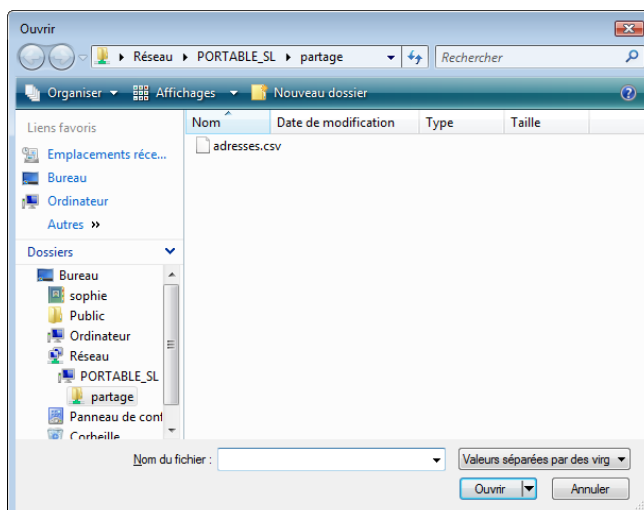 Ouvrir
Réseau PORTABLE_SL partage Rechercher
Organiser Affichages Nouveau dossier
Liens favoris
Emplacements réce...
Bureau
Ordinateur
Autres »
Dossiers
Bureau
sophie
Public
Ordinateur
Réseau
PORTABLE_SL
partage
Panneau de conf
Corbeille
Nom Date de modification Type Taille
adresses.csv
Nom du fichier : Valeurs séparées par des virg
Ouvrir Annuler